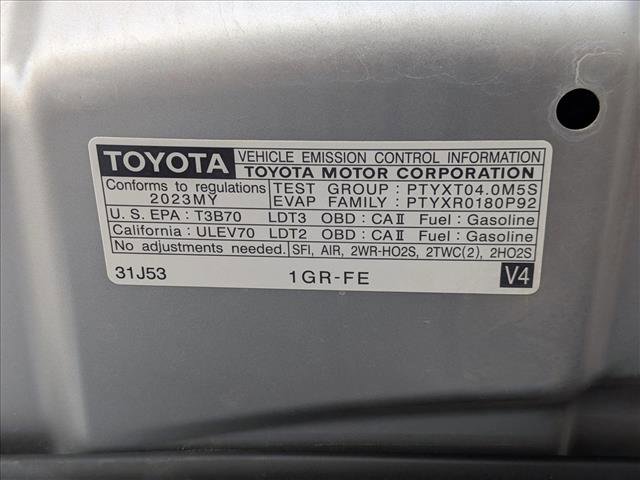 TOYOTA VEHICLE EMISSION CONTROL INFORMATION
TOYOTA MOTOR CORPORATION
Conforms to regulations TEST GROUP : PTYXT04.0M5S
2023MY EVAP FAMILY : PTYXR0180P92
U.S. EPA : T3B70 LDT3 OBD : CAⅡ Fuel : Gasoline
California : ULEV70 LDT2 OBD : CAⅡ Fuel : Gasoline
No adjustments needed. SFI, AIR, 2WR-HO2S, 2TWC(2), 2HO2S
31J53 1GR-FE V4